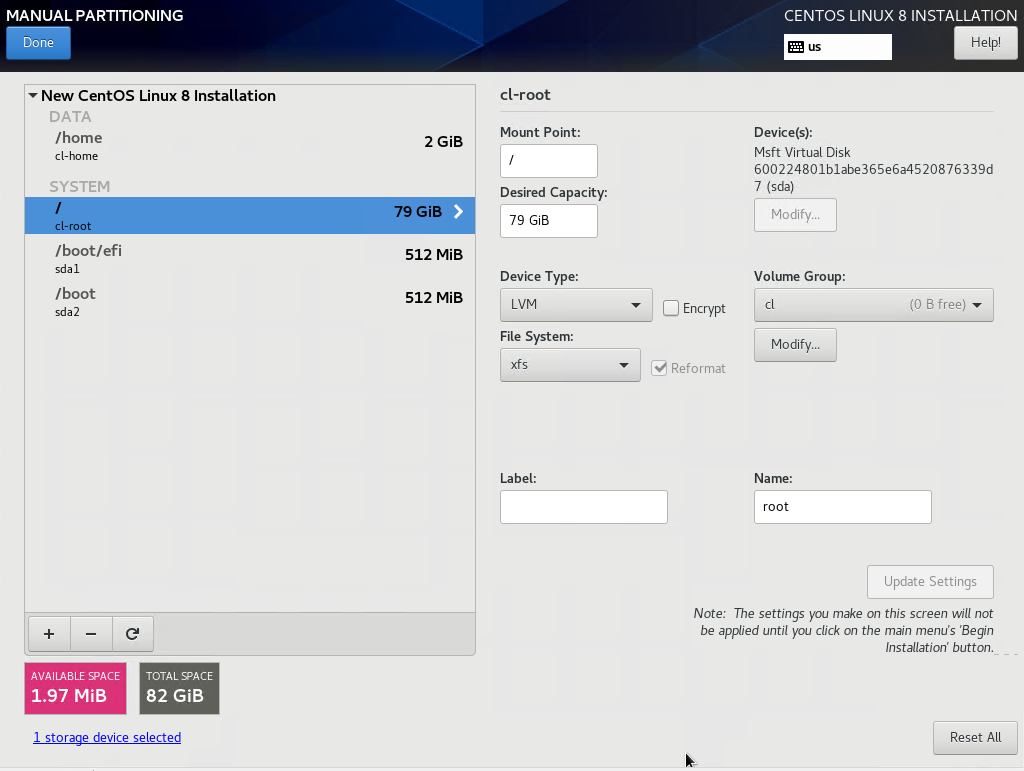 MANUAL PARTITIONING
CENTOS LINUX 8 INSTALLATION
Done
us
Help!
New CentOS Linux 8 Installation
DATA
/home
2 GiB
cl-home
SYSTEM
/
79 GiB
cl-root
/boot/efi
512 MiB
sda1
/boot
512 MiB
sda2
+ −
AVAILABLE SPACE
1.97 MiB
TOTAL SPACE
82 GiB
1 storage device selected
cl-root
Mount Point:
/
Desired Capacity:
79 GiB
Device(s):
Msft Virtual Disk
600224801b1abe365e6a4520876339d
7 (sda)
Modify...
Device Type:
LVM
Encrypt
File System:
xfs
Reformat
Volume Group:
cl (0 B free)
Modify...
Label:
Name:
root
Update Settings
Note: The settings you make on this screen will not
be applied until you click on the main menu's 'Begin
Installation' button.
Reset All